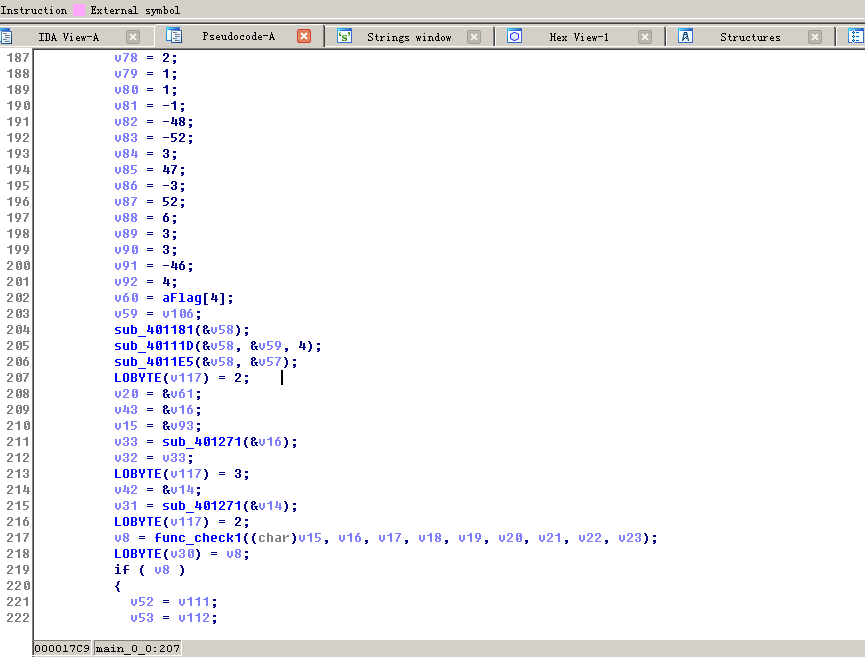 Instruction External symbol
IDA View-A Pseudocode-A 's' Strings window Hex View-1 A Structures
187 v78 = 2;
188 v79 = 1;
189 v80 = 1;
190 v81 = -1;
191 v82 = -48;
192 v83 = -52;
193 v84 = 3;
194 v85 = 47;
195 v86 = -3;
196 v87 = 52;
197 v88 = 6;
198 v89 = 3;
199 v90 = 3;
200 v91 = -46;
201 v92 = 4;
202 v60 = aFlag[4];
203 v59 = v106;
204 sub_401181(&v58);
205 sub_40111D(&v58, &v59, 4);
206 sub_4011E5(&v58, &v57);
207 LOBYTE(v117) = 2;
208 v20 = &v61;
209 v43 = &v16;
210 v15 = &v93;
211 v33 = sub_401271(&v16);
212 v32 = v33;
213 LOBYTE(v117) = 3;
214 v42 = &v14;
215 v31 = sub_401271(&v14);
216 LOBYTE(v117) = 2;
217 v8 = func_check1((char)v15, v16, v17, v18, v19, v20, v21, v22, v23);
218 LOBYTE(v30) = v8;
219 if ( v8 )
220 {
221 v52 = v111;
222 v53 = v112;
000017C9 main_0_0:207